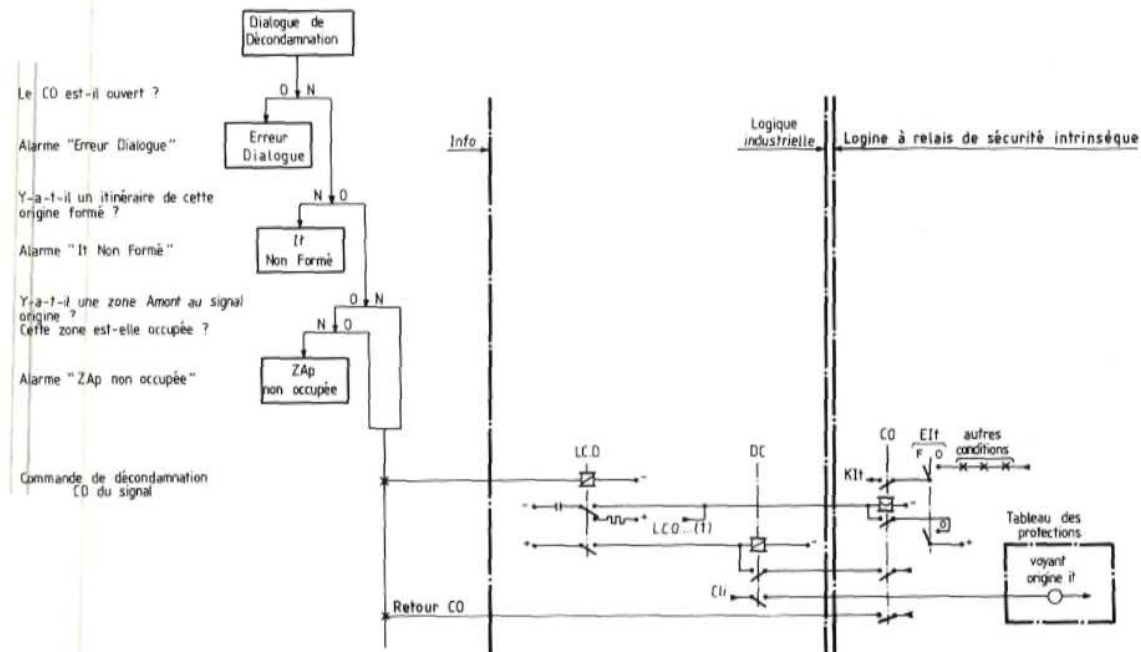 Dialogue de
Décondamnation
Le CO est-il ouvert ?
O N
Alarme "Erreur Dialogue"
Erreur
Dialogue
Info
Logique
industrielle
Logine à relais de sécurité intrinsèque
Y-a-t-il un itinéraire de cette
origine formé ?
N O
Alarme "It Non Formé"
It
Non Formé
Y-a-t-il une zone Amont au signal
origine ?
O N
Cette zone est-elle occupée ?
N O
Alarme "ZAp non occupée"
ZAp
non occupée
Commande de décondamnation
CO du signal
LC.O
DC
CO
EIt
F O
autres
conditions
KIt
-
-
+
LCO...(1)
-
O
+
-
+
Tableau des
protections
voyant
origine it
Cli
Retour CO